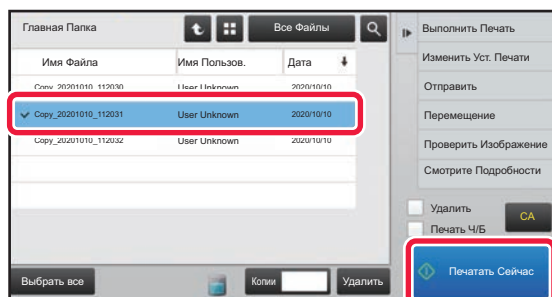 Главная Папка
Все Файлы
Имя Файла Имя Пользов. Дата
Copy_20201010_112030 User Unknown 2020/10/10
Copy_20201010_112031 User Unknown 2020/10/10
Copy_20201010_112032 User Unknown 2020/10/10
Выбрать все
Копии
Удалить
Выполнить Печать
Изменить Уст. Печати
Отправить
Перемещение
Проверить Изображение
Смотрите Подробности
Удалить
Печать Ч/Б
CA
Печатать Сейчас